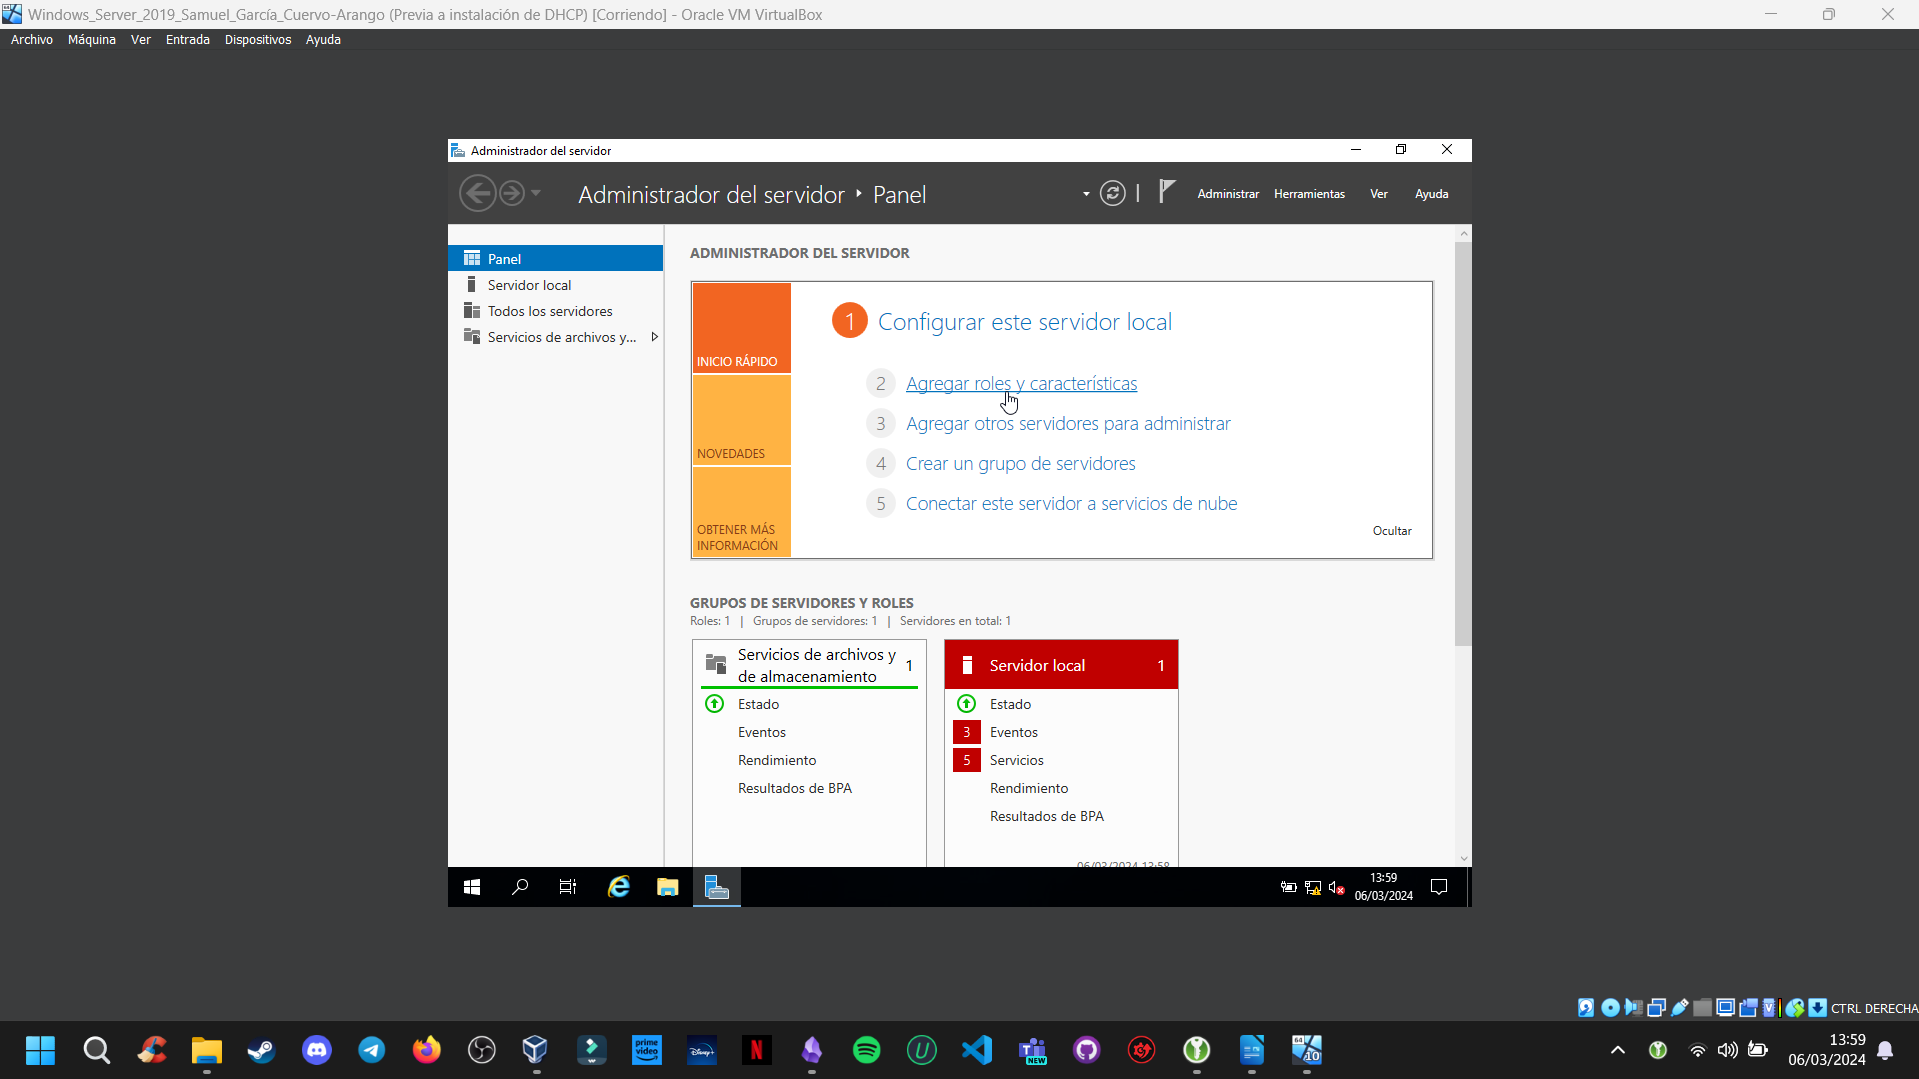 Windows_Server_2019_Samuel_García_Cuervo-Arango (Previa a instalación de DHCP) [Corriendo] - Oracle VM VirtualBox
Archivo Máquina Ver Entrada Dispositivos Ayuda
Administrador del servidor
Administrador del servidor ‣ Panel
Administrar Herramientas Ver Ayuda
Panel
Servidor local
Todos los servidores
Servicios de archivos y...
ADMINISTRADOR DEL SERVIDOR
INICIO RÁPIDO
NOVEDADES
OBTENER MÁS
INFORMACIÓN
1 Configurar este servidor local
2 Agregar roles y características
3 Agregar otros servidores para administrar
4 Crear un grupo de servidores
5 Conectar este servidor a servicios de nube
Ocultar
GRUPOS DE SERVIDORES Y ROLES
Roles: 1 | Grupos de servidores: 1 | Servidores en total: 1
Servicios de archivos y
de almacenamiento 1
Estado
Eventos
Rendimiento
Resultados de BPA
Servidor local 1
Estado
3 Eventos
5 Servicios
Rendimiento
Resultados de BPA
06/03/2024 13:58
13:59
06/03/2024
CTRL DERECHA
prime
video
Disney+
N
U
NEW
64
10
13:59
06/03/2024